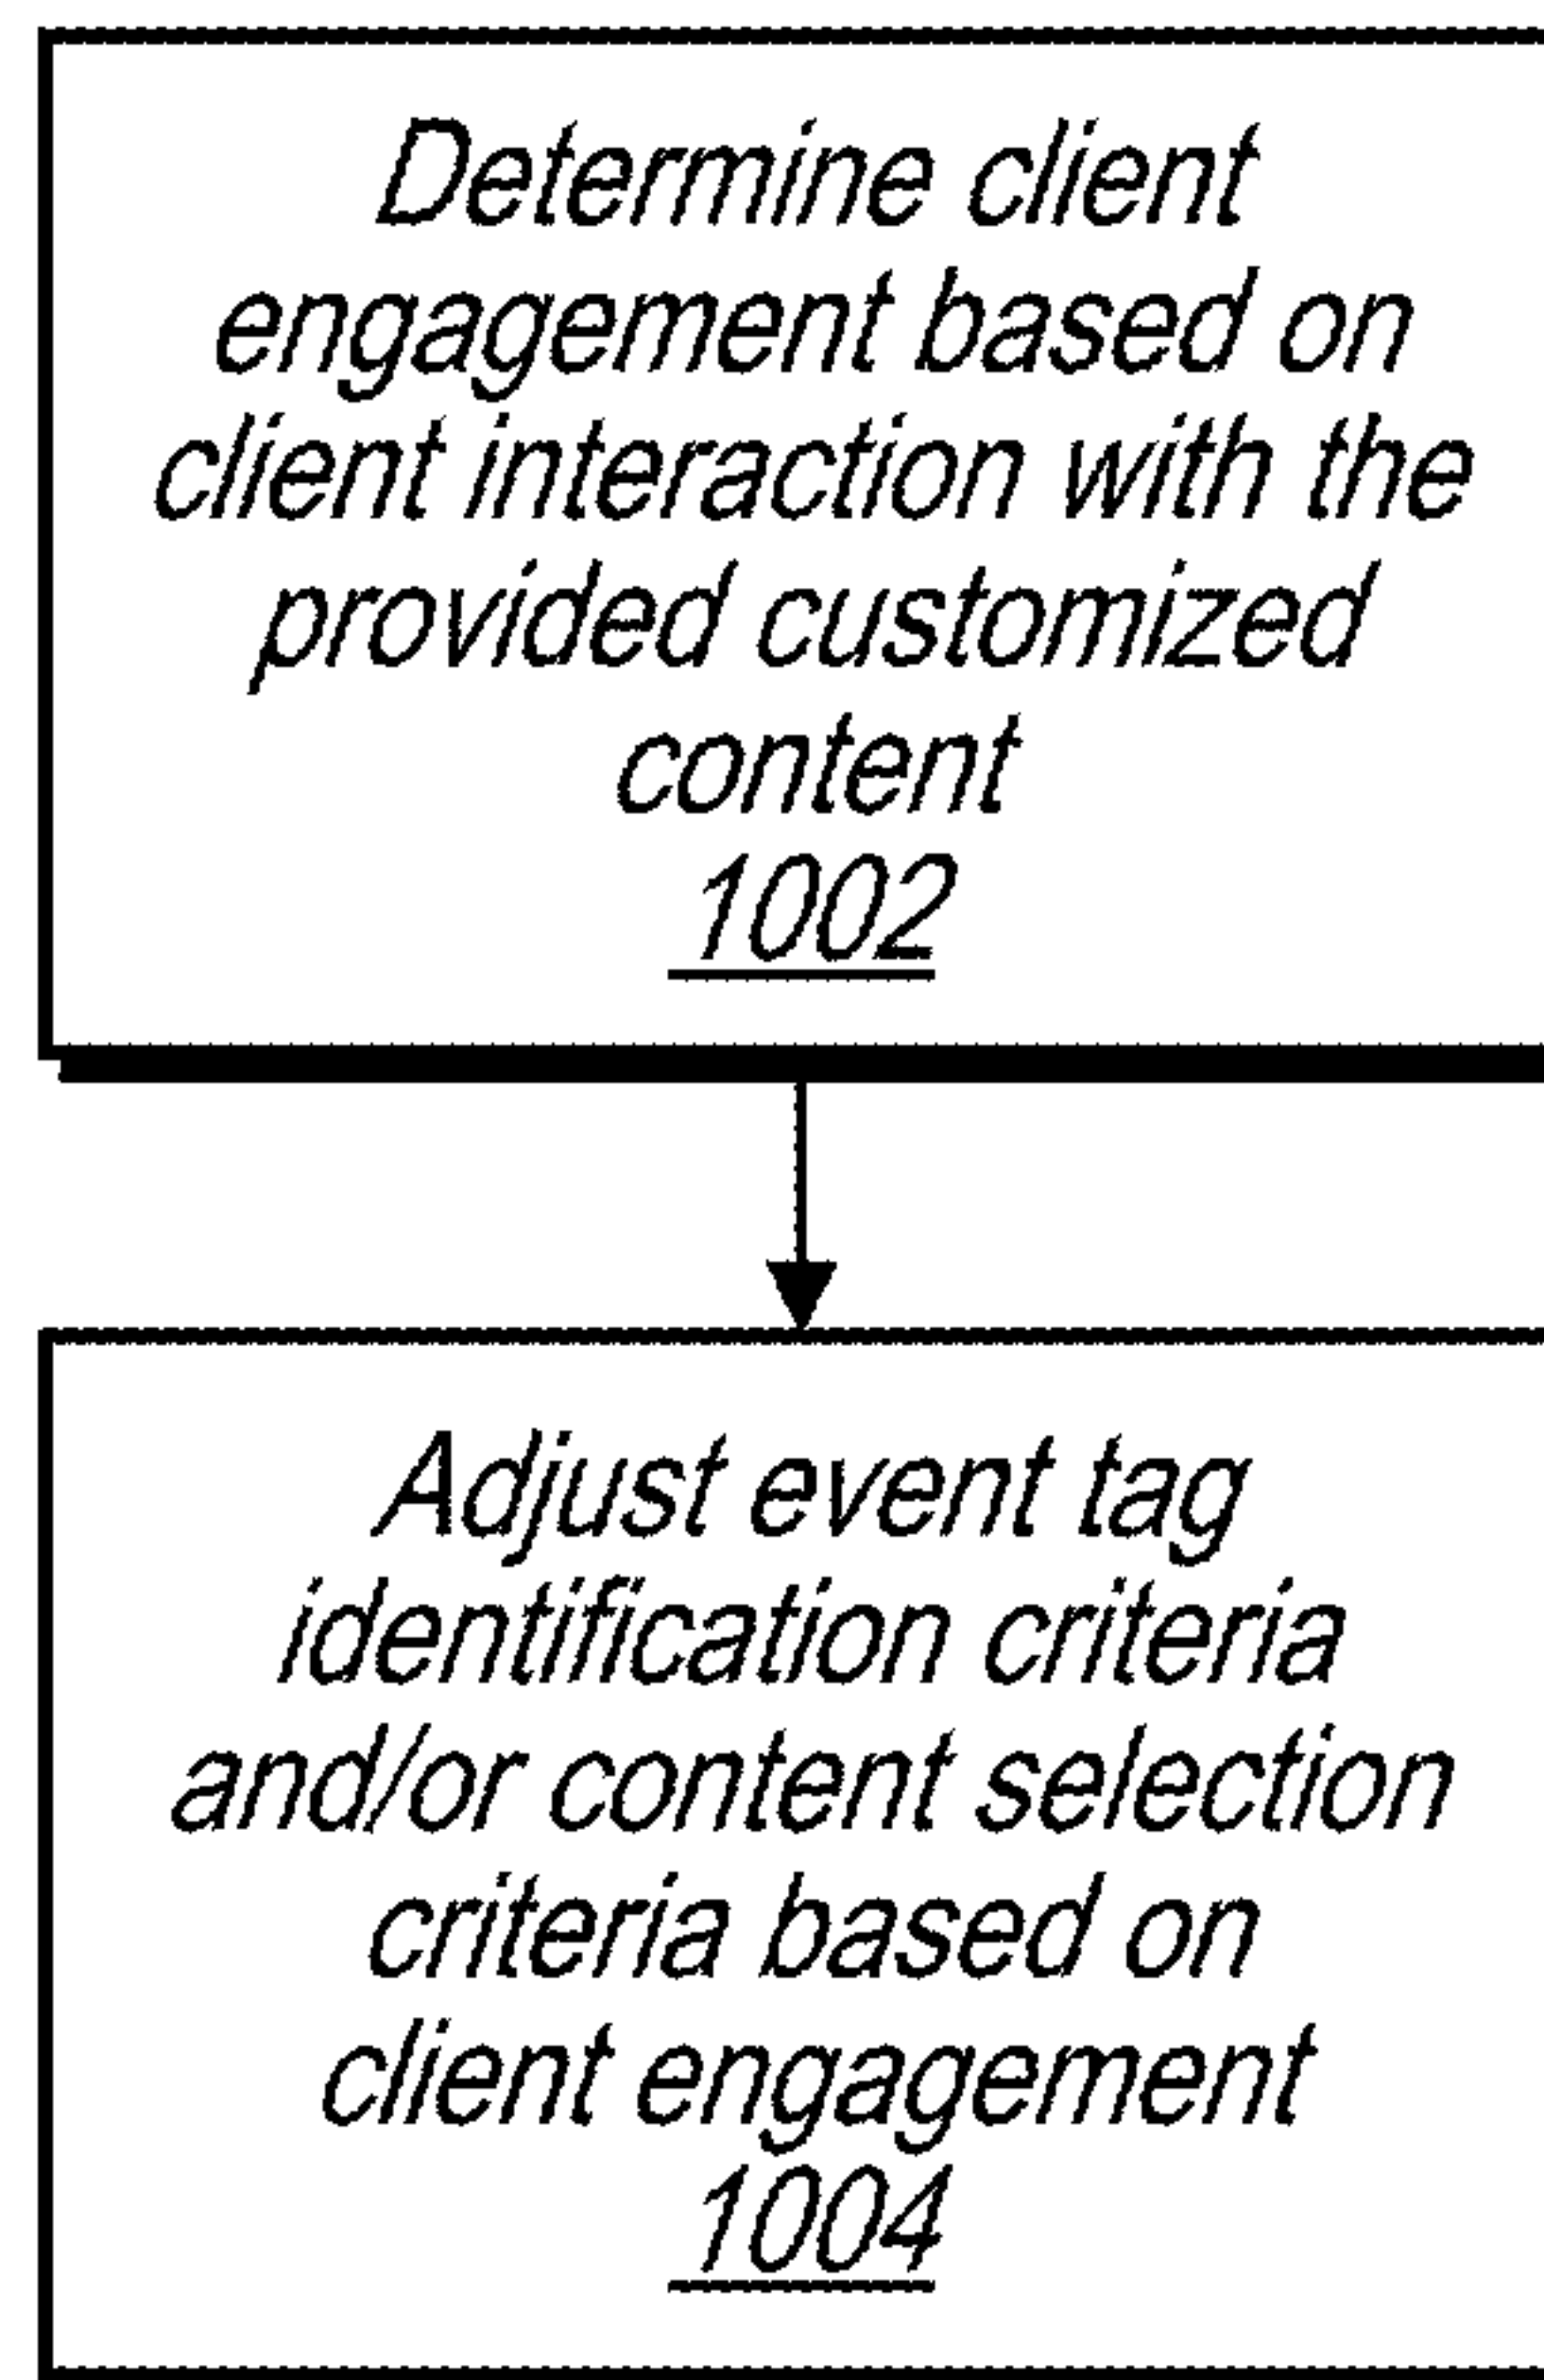 Determine client
engagement based on
client interaction with the
provided customized
content
1002
Adjust event tag
identification criteria
and/or content selection
criteria based on
client engagement
1004